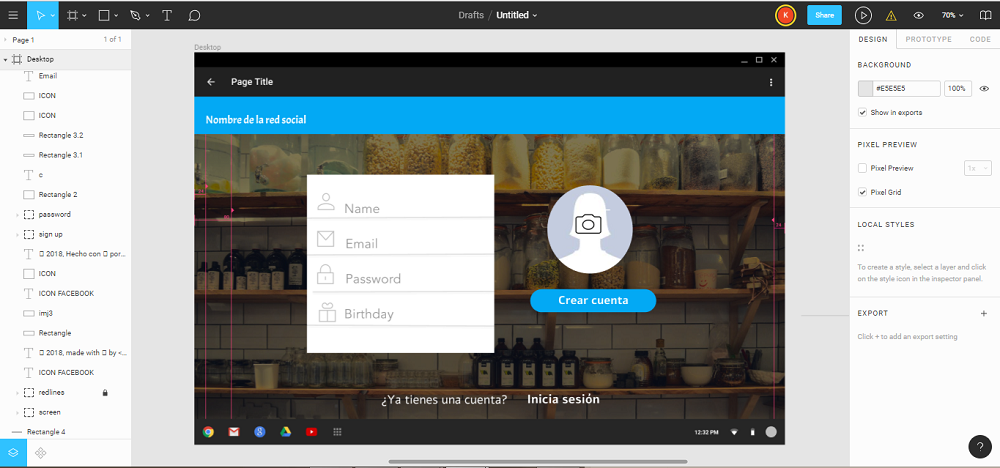 Drafts / Untitled
K
Share
70%
Page 1
1 of 1
Desktop
Email
ICON
ICON
Rectangle 3.2
Rectangle 3.1
c
Rectangle 2
password
sign up
2018, Hecho con por...
ICON
ICON FACEBOOK
imj3
Rectangle
2018, made with by <...
ICON FACEBOOK
redlines
screen
Rectangle 4
Desktop
Page Title
Nombre de la red social
Name
Email
Password
Birthday
Crear cuenta
¿Ya tienes una cuenta? Inicia sesión
12:32 PM
DESIGN PROTOTYPE CODE
BACKGROUND
#E5E5E5 100%
Show in exports
PIXEL PREVIEW
Pixel Preview 1x
Pixel Grid
LOCAL STYLES
To create a style, select a layer and click
on the style icon in the inspector panel.
EXPORT +
Click + to add an export setting
?